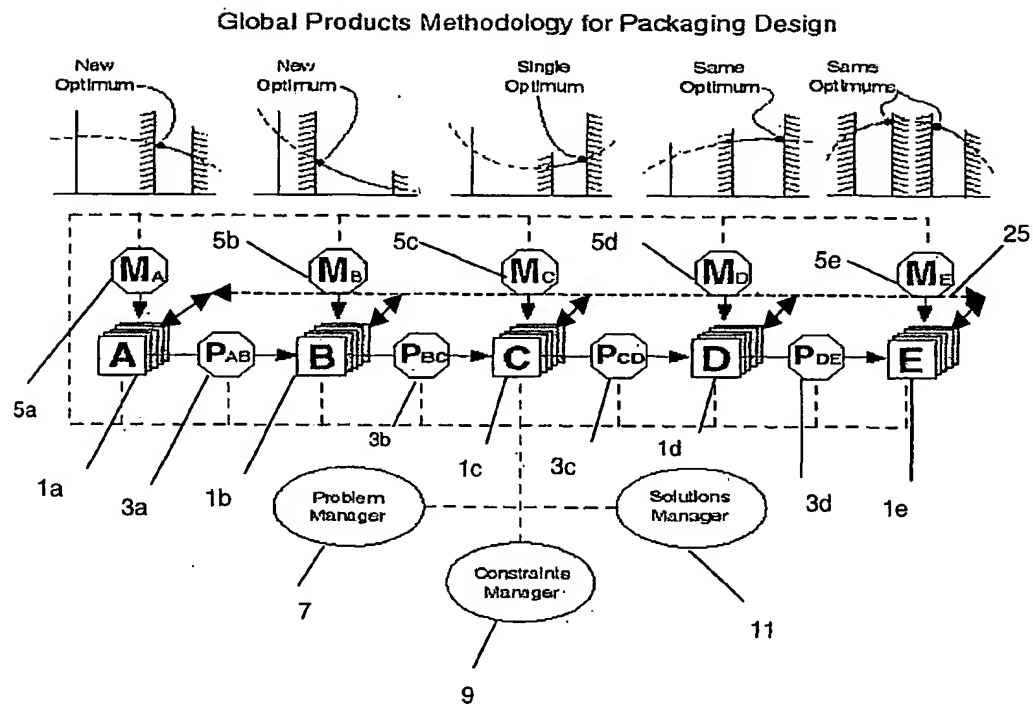 Global Products Methodology for Packaging Design
New
Optimum
New
Optimum
Single
Optimum
Same
Optimum
Same
Optimums
5b
5c
5d
5e
25
MA
MB
MC
MD
ME
A
PAB
B
PBC
C
PCD
D
PDE
E
5a
1a
3a
1b
3b
1c
3c
1d
3d
1e
Problem
Manager
Solutions
Manager
Constraints
Manager
7
11
9